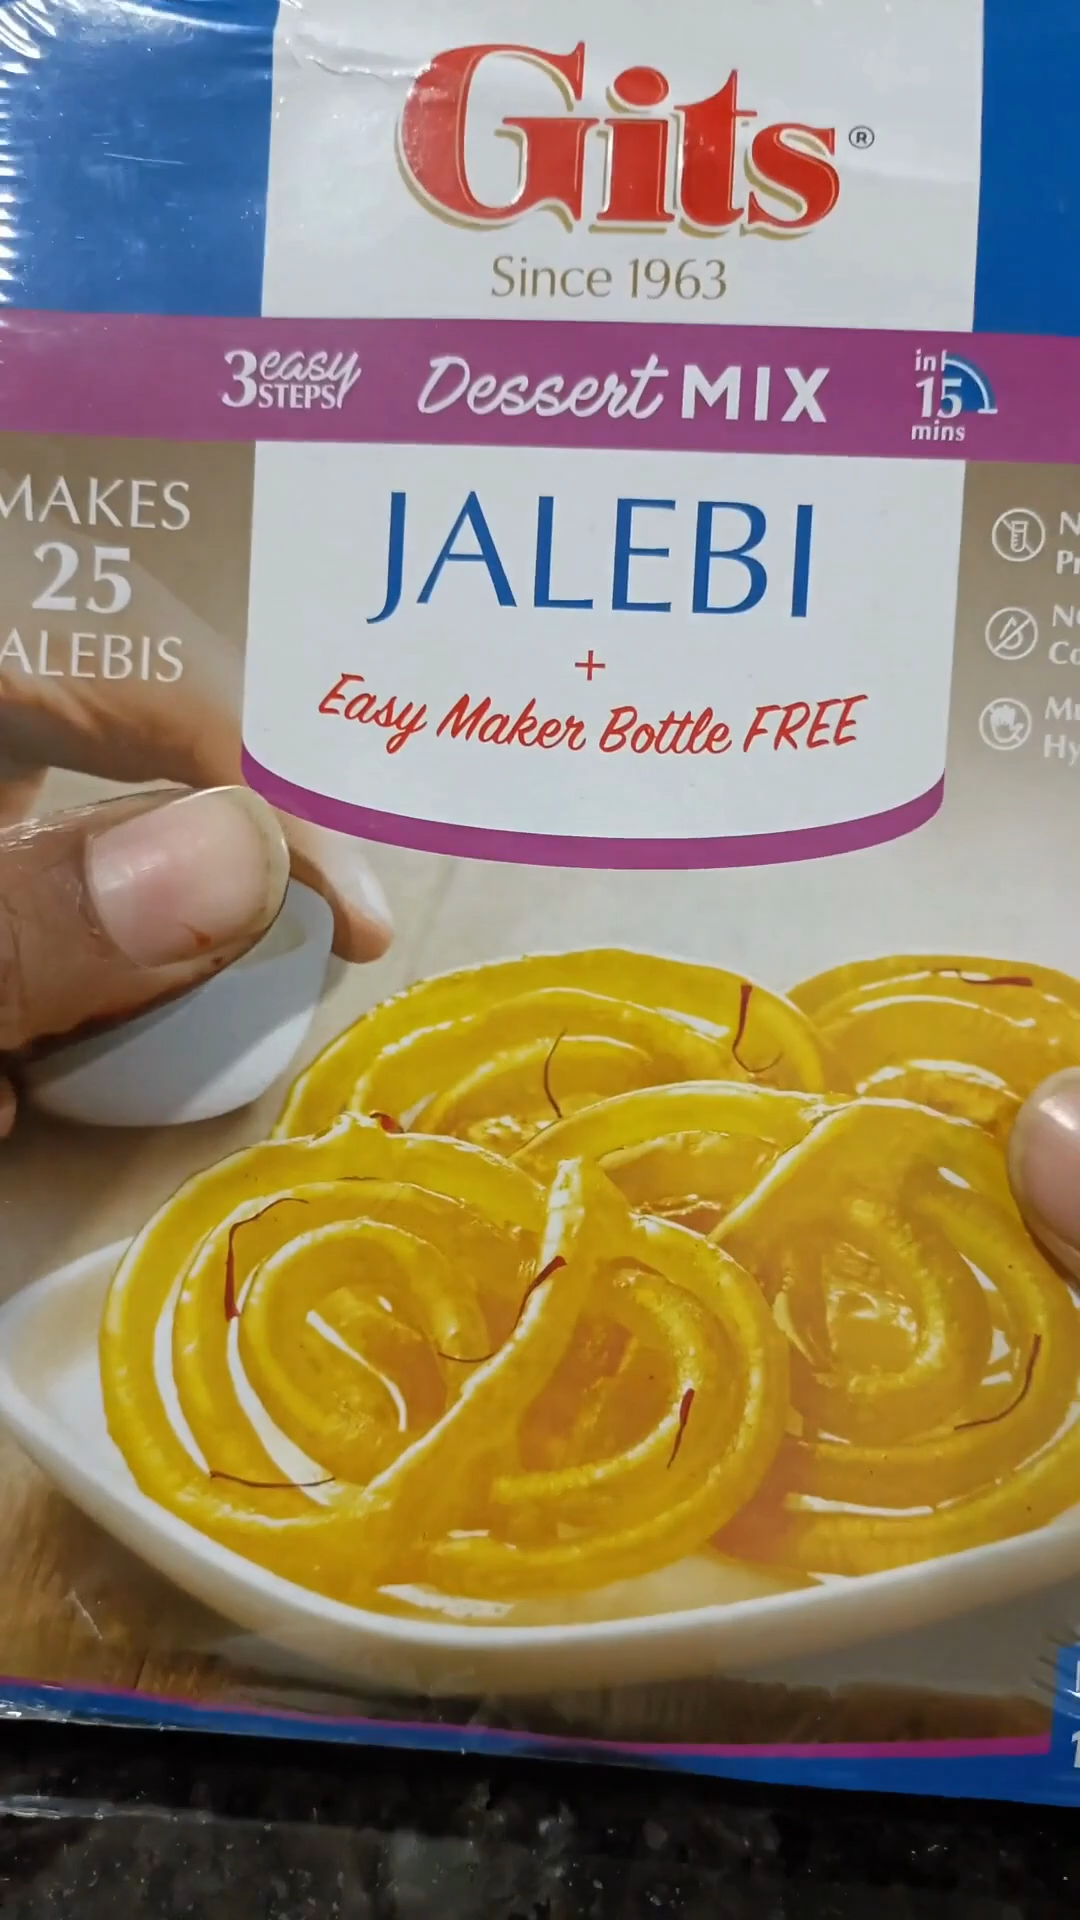 Gits®
Since 1963
3 easy STEPS
Dessert MIX
in 15 mins
MAKES
25
ALEBIS
JALEBI
+
Easy Maker Bottle FREE